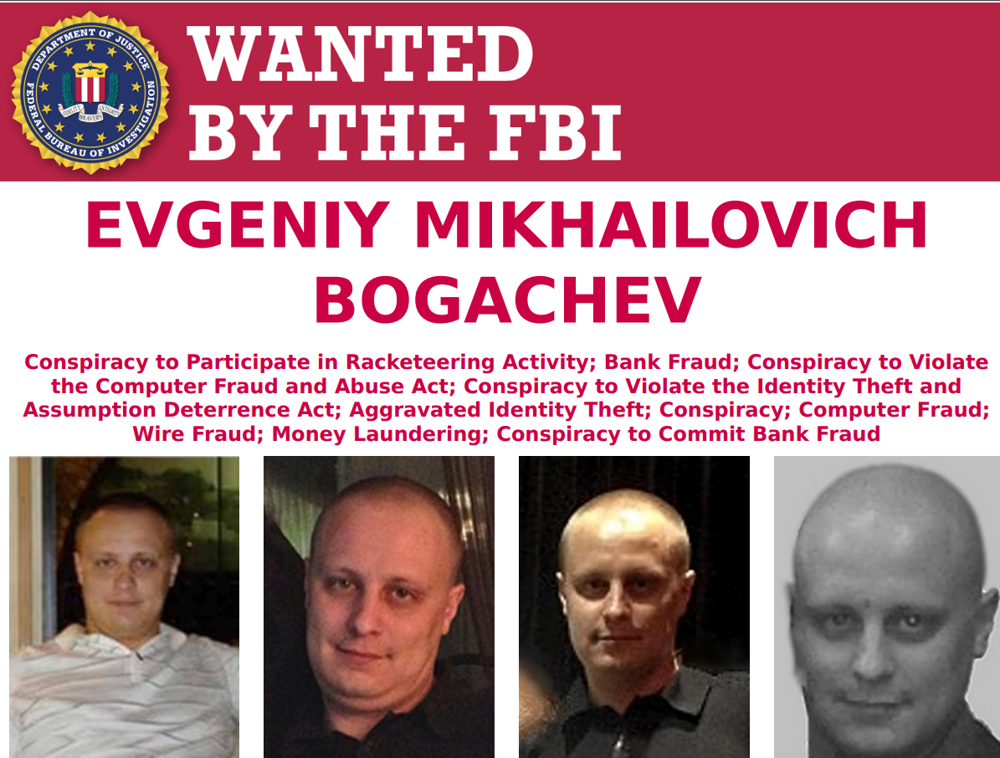 DEPARTMENT OF JUSTICE
FEDERAL BUREAU OF INVESTIGATION
FIDELITY BRAVERY INTEGRITY
WANTED
BY THE FBI
EVGENIY MIKHAILOVICH
BOGACHEV
Conspiracy to Participate in Racketeering Activity; Bank Fraud; Conspiracy to Violate
the Computer Fraud and Abuse Act; Conspiracy to Violate the Identity Theft and
Assumption Deterrence Act; Aggravated Identity Theft; Conspiracy; Computer Fraud;
Wire Fraud; Money Laundering; Conspiracy to Commit Bank Fraud